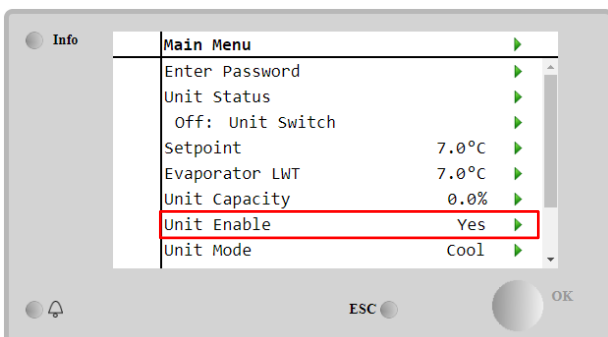 Info
Main Menu
Enter Password
Unit Status
Off: Unit Switch
Setpoint 7.0°C
Evaporator LWT 7.0°C
Unit Capacity 0.0%
Unit Enable Yes
Unit Mode Cool
ESC
OK